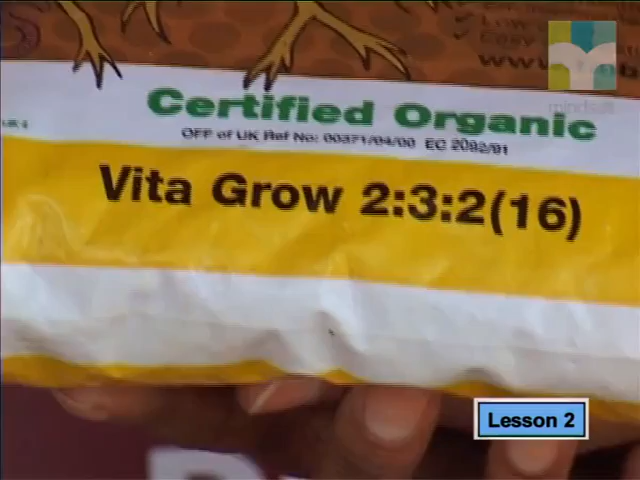 Certified Organic
OFF of UK Ref No: 00371/04/00 EC 2092/91
Vita Grow 2:3:2(16)
Lesson 2